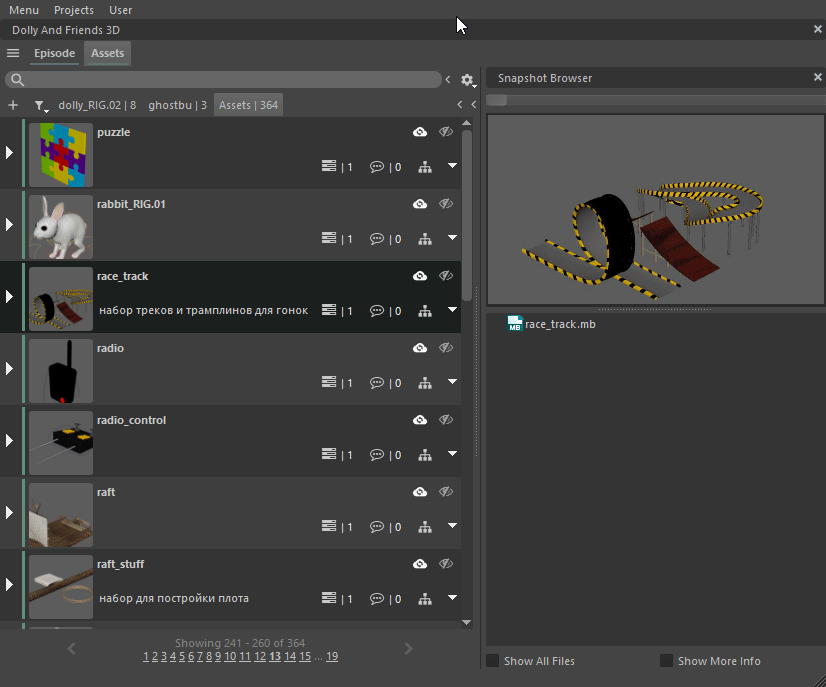 Menu Projects User
Dolly And Friends 3D
Episode Assets
dolly_RIG.02 | 8 ghostbu | 3 Assets | 364
puzzle
| 1 | 0
rabbit_RIG.01
| 1 | 0
race_track
набор треков и трамплинов для гонок | 1 | 0
radio
| 1 | 0
radio_control
| 1 | 0
raft
| 1 | 0
raft_stuff
набор для постройки плота | 1 | 0
Showing 241 - 260 of 364
1 2 3 4 5 6 7 8 9 10 11 12 13 14 15 ... 19
Snapshot Browser
MB race_track.mb
Show All Files Show More Info